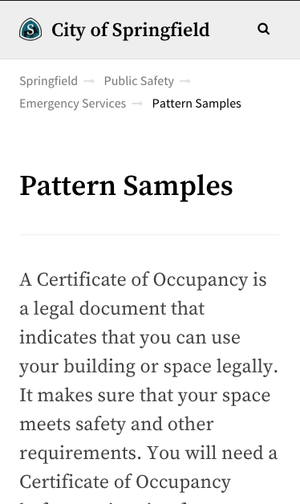 S City of Springfield
Springfield → Public Safety →
Emergency Services → Pattern Samples
Pattern Samples
A Certificate of Occupancy is
a legal document that
indicates that you can use
your building or space legally.
It makes sure that your space
meets safety and other
requirements. You will need a
Certificate of Occupancy